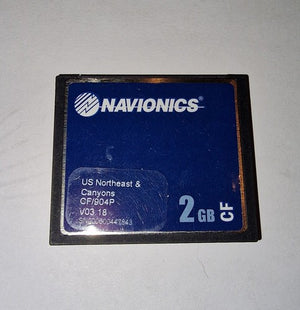 NAVIONICS®
US Northeast &
Canyons
CF/904P
V03 18
2 GB CF